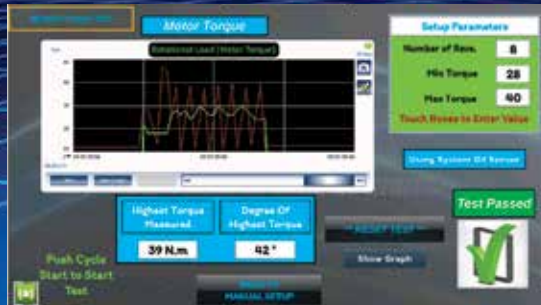 Motor Torque
Rotational Load (Motor Torque)
Setup Parameters
Number of Revs. 8
Min Torque 28
Max Torque 40
Touch Boxes to Enter Value
Using System Oil Sensor
Highest Torque
Measured
39 N.m
Degree Of
Highest Torque
42 °
Test Passed
** RESET TEST **
Show Graph
Push Cycle
Start to Start
Test
MANUAL SETUP